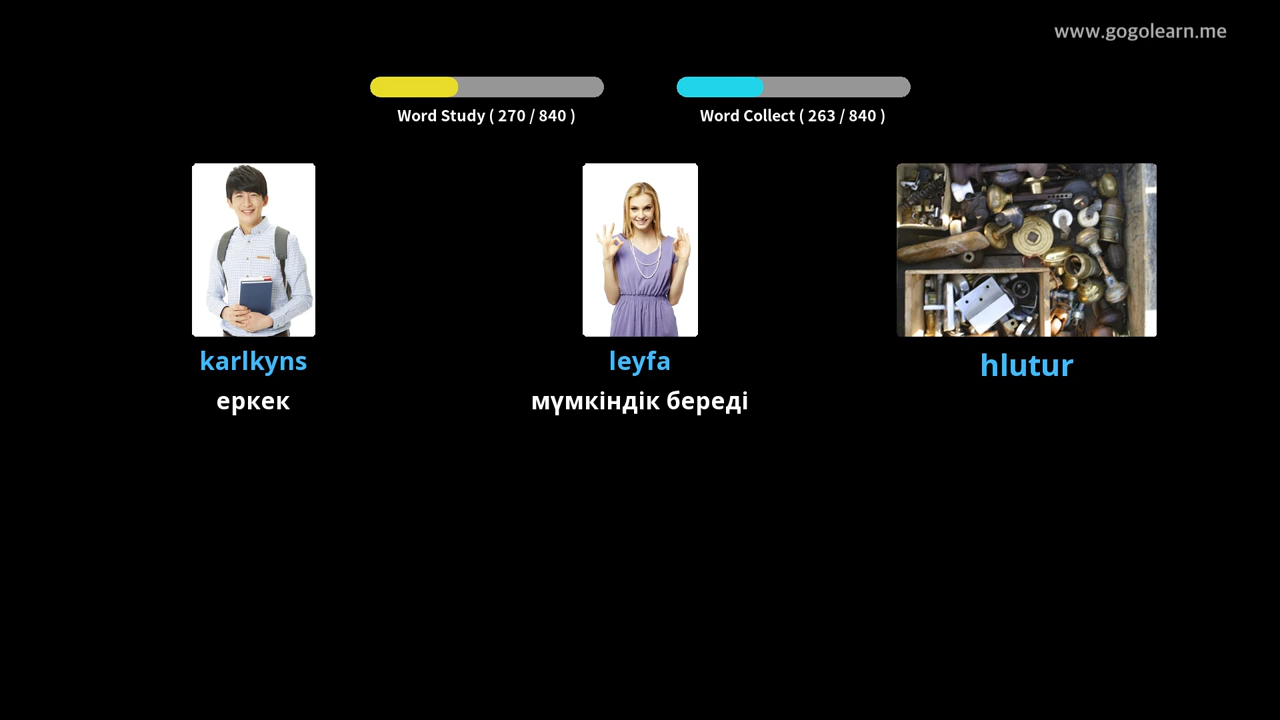 www.gogolearn.me
Word Study ( 270 / 840 )
Word Collect ( 263 / 840 )
karlkyns
еркек
leyfa
мүмкіндік береді
hlutur